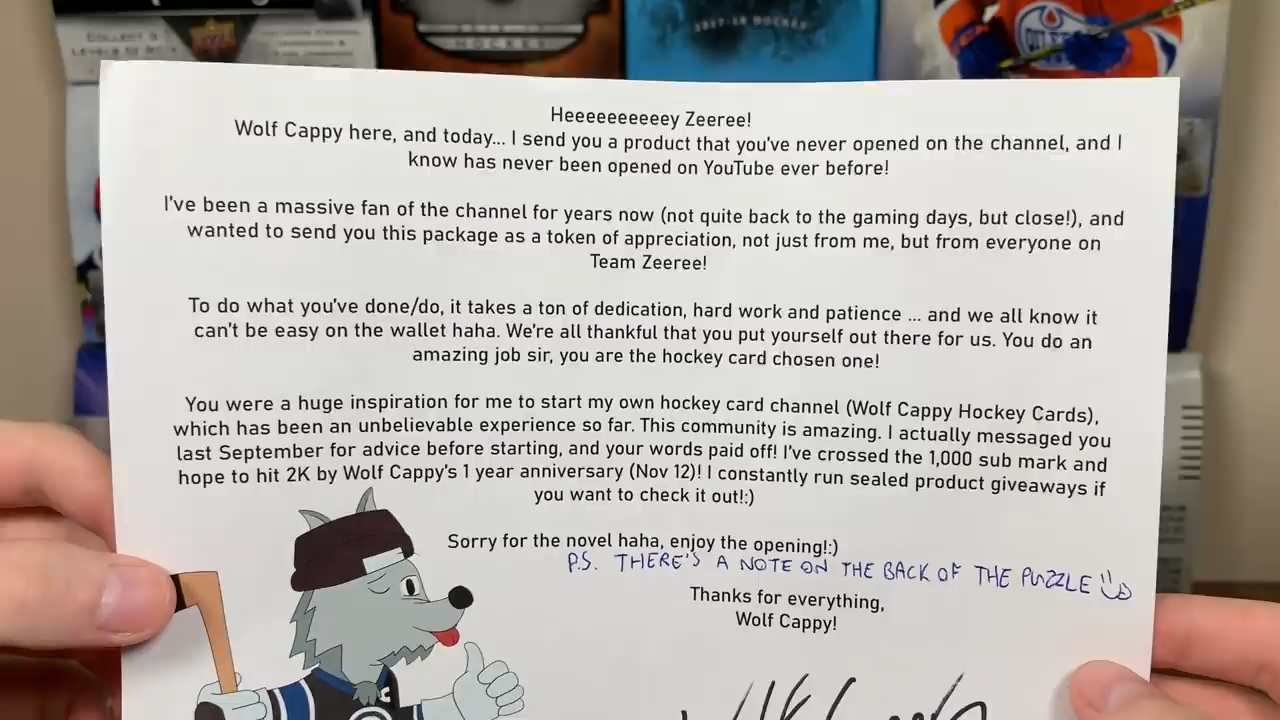 COLLECT 9
LEVELS OF
HOCKEY
2017-18 HOCKEY
OILERS
Heeeeeeeeeey Zeeree!
Wolf Cappy here, and today... I send you a product that you've never opened on the channel, and I
know has never been opened on YouTube ever before!
I've been a massive fan of the channel for years now (not quite back to the gaming days, but close!), and
wanted to send you this package as a token of appreciation, not just from me, but from everyone on
Team Zeeree!
To do what you've done/do, it takes a ton of dedication, hard work and patience ... and we all know it
can't be easy on the wallet haha. We're all thankful that you put yourself out there for us. You do an
amazing job sir, you are the hockey card chosen one!
You were a huge inspiration for me to start my own hockey card channel (Wolf Cappy Hockey Cards),
which has been an unbelievable experience so far. This community is amazing. I actually messaged you
last September for advice before starting, and your words paid off! I've crossed the 1,000 sub mark and
hope to hit 2K by Wolf Cappy's 1 year anniversary (Nov 12)! I constantly run sealed product giveaways if
you want to check it out!:)
Sorry for the novel haha, enjoy the opening!:)
P.S. THERE'S A NOTE ON THE BACK OF THE PUZZLE :)
Thanks for everything,
Wolf Cappy!